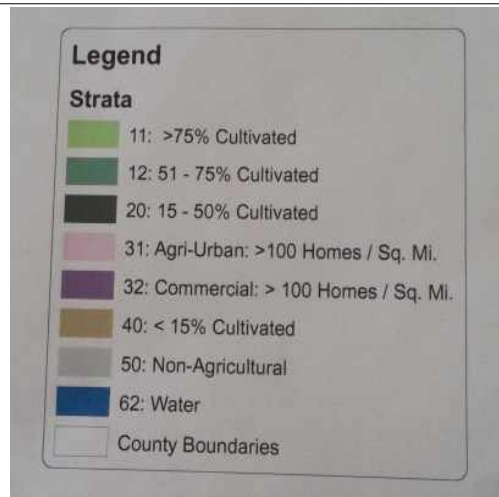 Legend
Strata
11: >75% Cultivated
12: 51 - 75% Cultivated
20: 15 - 50% Cultivated
31: Agri-Urban: >100 Homes / Sq. Mi.
32: Commercial: > 100 Homes / Sq. Mi.
40: < 15% Cultivated
50: Non-Agricultural
62: Water
County Boundaries